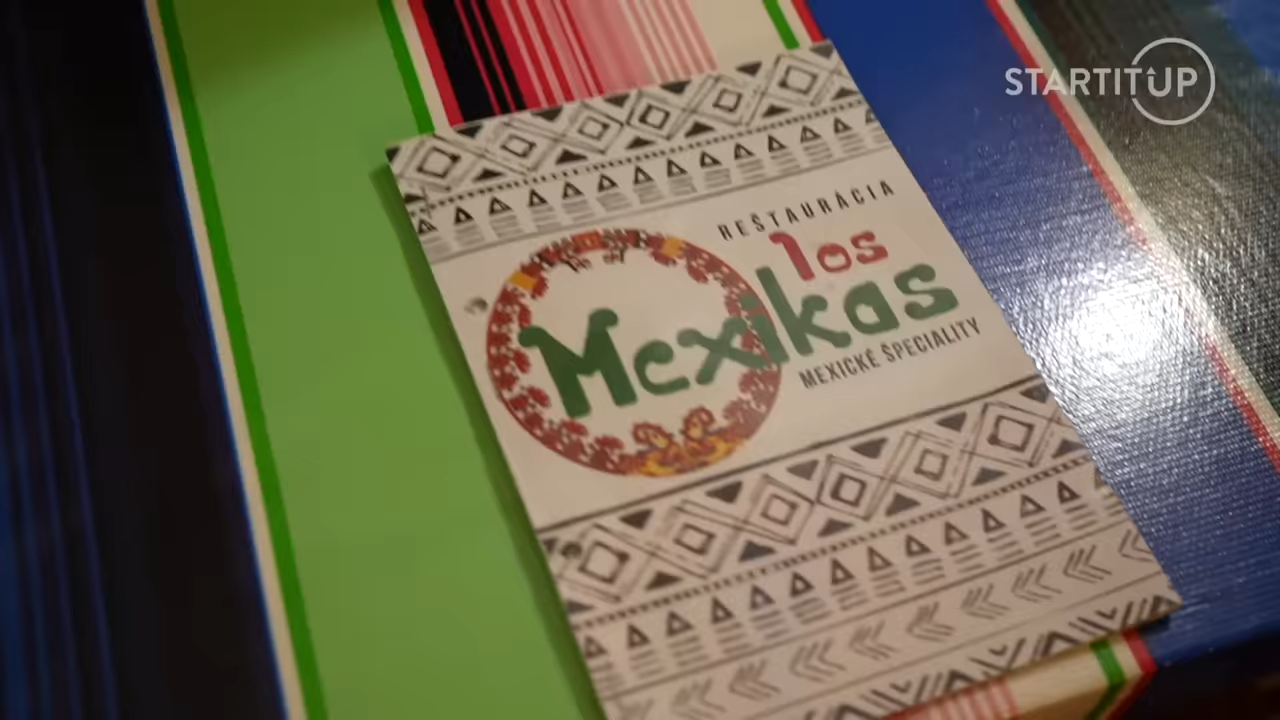 STARTITUP
REŠTAURÁCIA
los
Mexikas
MEXICKÉ ŠPECIALITY